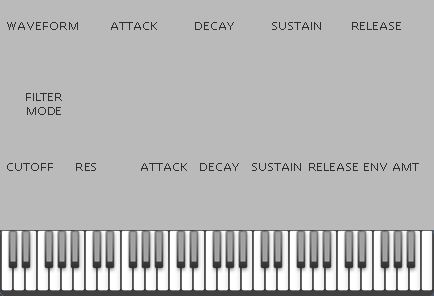 WAVEFORM ATTACK DECAY SUSTAIN RELEASE
FILTER
MODE
CUTOFF RES ATTACK DECAY SUSTAIN RELEASE ENV AMT